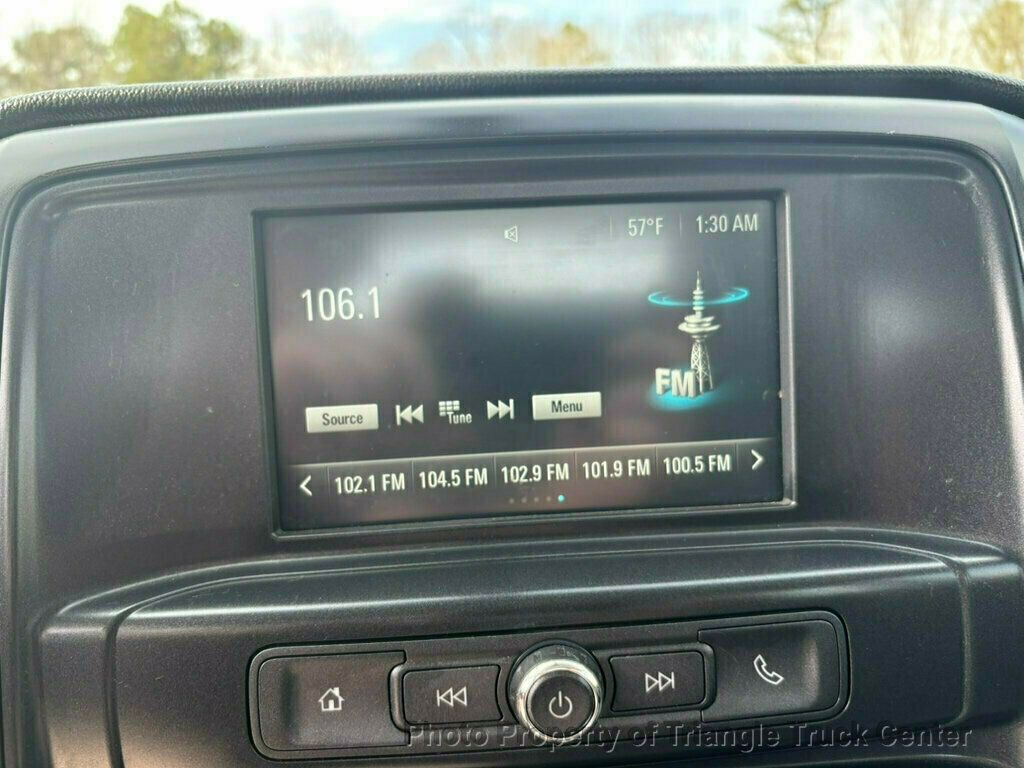 57°F 1:30 AM
106.1
FM
Source Tune Menu
102.1 FM 104.5 FM 102.9 FM 101.9 FM 100.5 FM
Photo Property of Triangle Truck Center